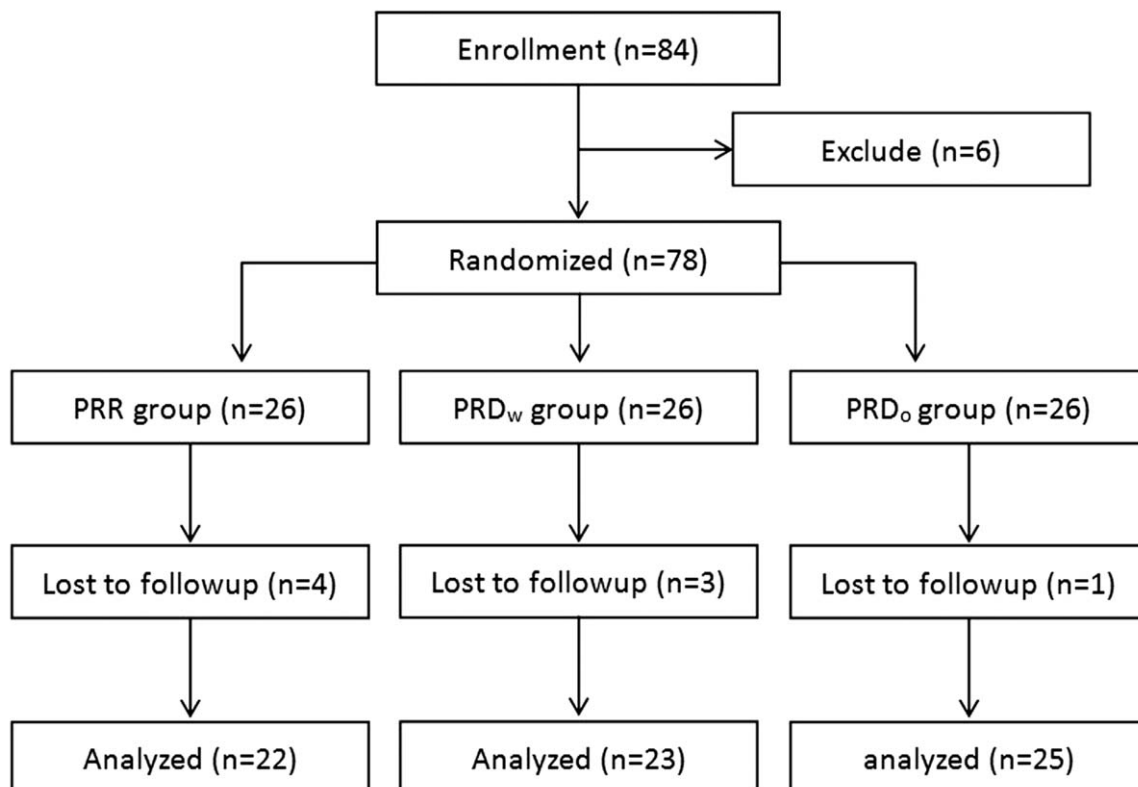 Enrollment (n=84)
Exclude (n=6)
Randomized (n=78)
PRR group (n=26)
PRDw group (n=26)
PRDo group (n=26)
Lost to followup (n=4)
Lost to followup (n=3)
Lost to followup (n=1)
Analyzed (n=22)
Analyzed (n=23)
analyzed (n=25)